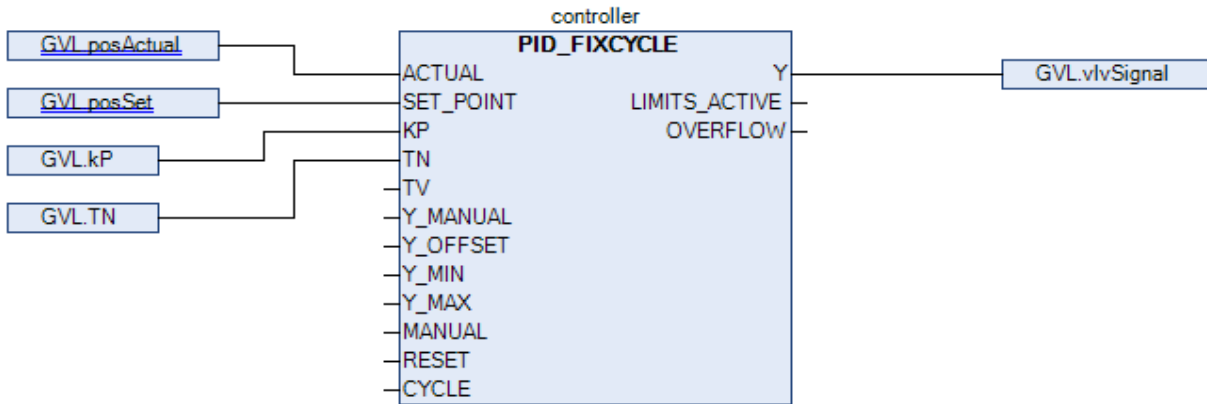 controller
PID_FIXCYCLE
GVL.posActual
GVL.posSet
GVL.kP
GVL.TN
ACTUAL
SET_POINT
KP
TN
TV
Y_MANUAL
Y_OFFSET
Y_MIN
Y_MAX
MANUAL
RESET
CYCLE
Y
LIMITS_ACTIVE
OVERFLOW
GVL.vlvSignal